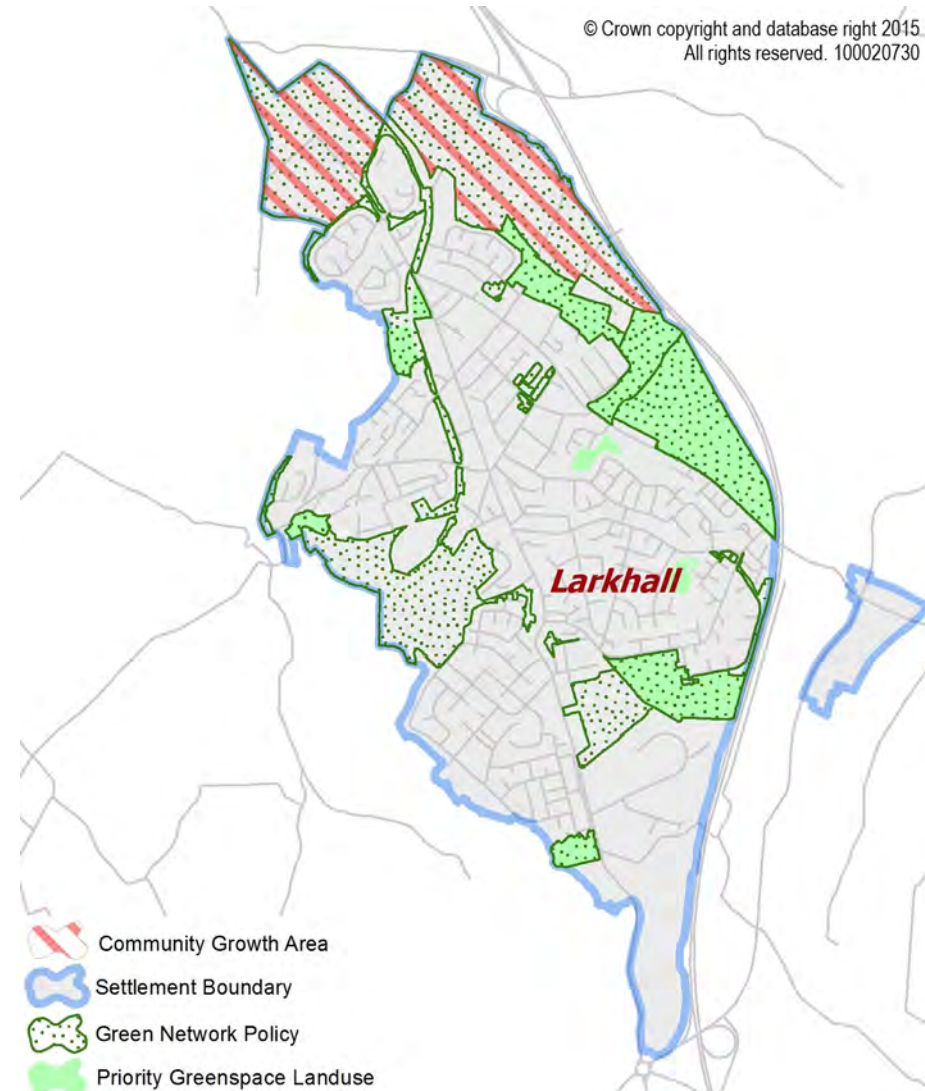 © Crown copyright and database right 2015
All rights reserved. 100020730
Larkhall
Community Growth Area
Settlement Boundary
Green Network Policy
Priority Greenspace Landuse